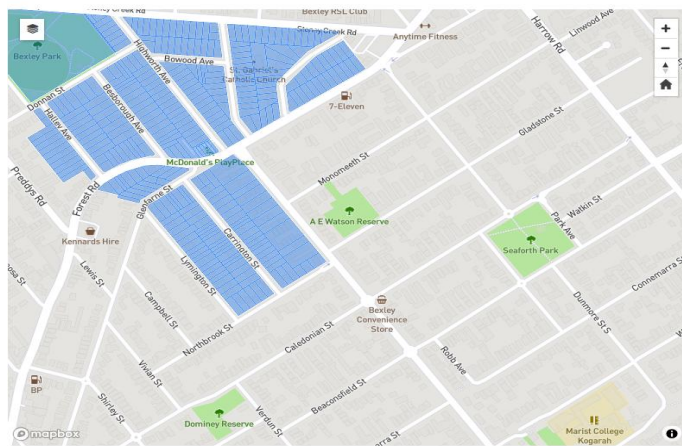 Bexley RSL Club
Stoney Creek Rd
Harrow Rd
Linwood Ave
Anytime Fitness
Bexley Park
Highworth Ave
Bowood Ave
St. Gabriel's
Catholic Church
Donnan St
Besborough Ave
Hailey Ave
7-Eleven
Gladstone St
McDonald's PlayPlace
Monomeeth St
Preddys Rd
Forest Rd
Glenfarne St
A E Watson Reserve
Watkin St
Park Ave
Seaforth Park
Kennards Hire
Carrington St
Lymington St
Lewis St
Connemarra St
Campbell St
Dunmore St S
Northbrook St
Bexley
Convenience
Store
Caledonian St
Robb Ave
Vivian St
BP
Beaconsfield St
Shirley St
Verdun St
Dominey Reserve
Marist College
Kogarah
mapbox